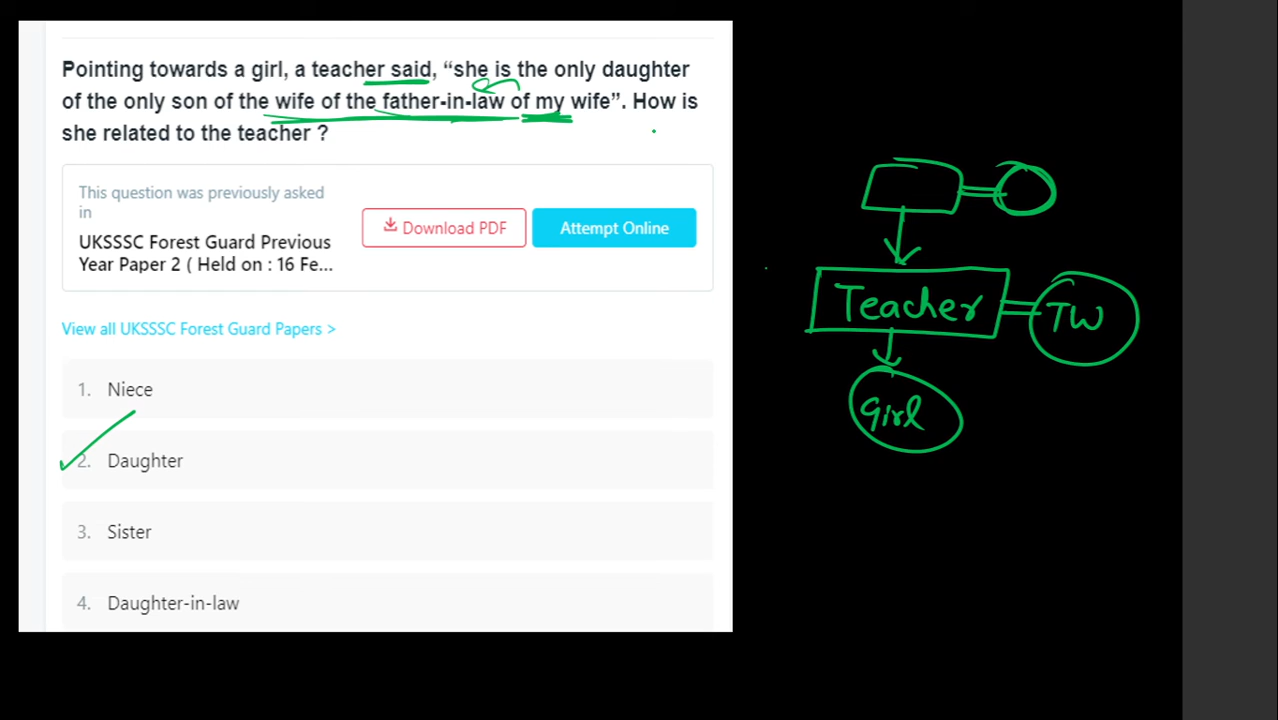 Pointing towards a girl, a teacher said, “she is the only daughter
of the only son of the wife of the father-in-law of my wife”. How is
she related to the teacher ?
This question was previously asked
in
UKSSSC Forest Guard Previous
Year Paper 2 ( Held on : 16 Fe...
Download PDF
Attempt Online
View all UKSSSC Forest Guard Papers >
1. Niece
2. Daughter
3. Sister
4. Daughter-in-law
Teacher
TW
Girl